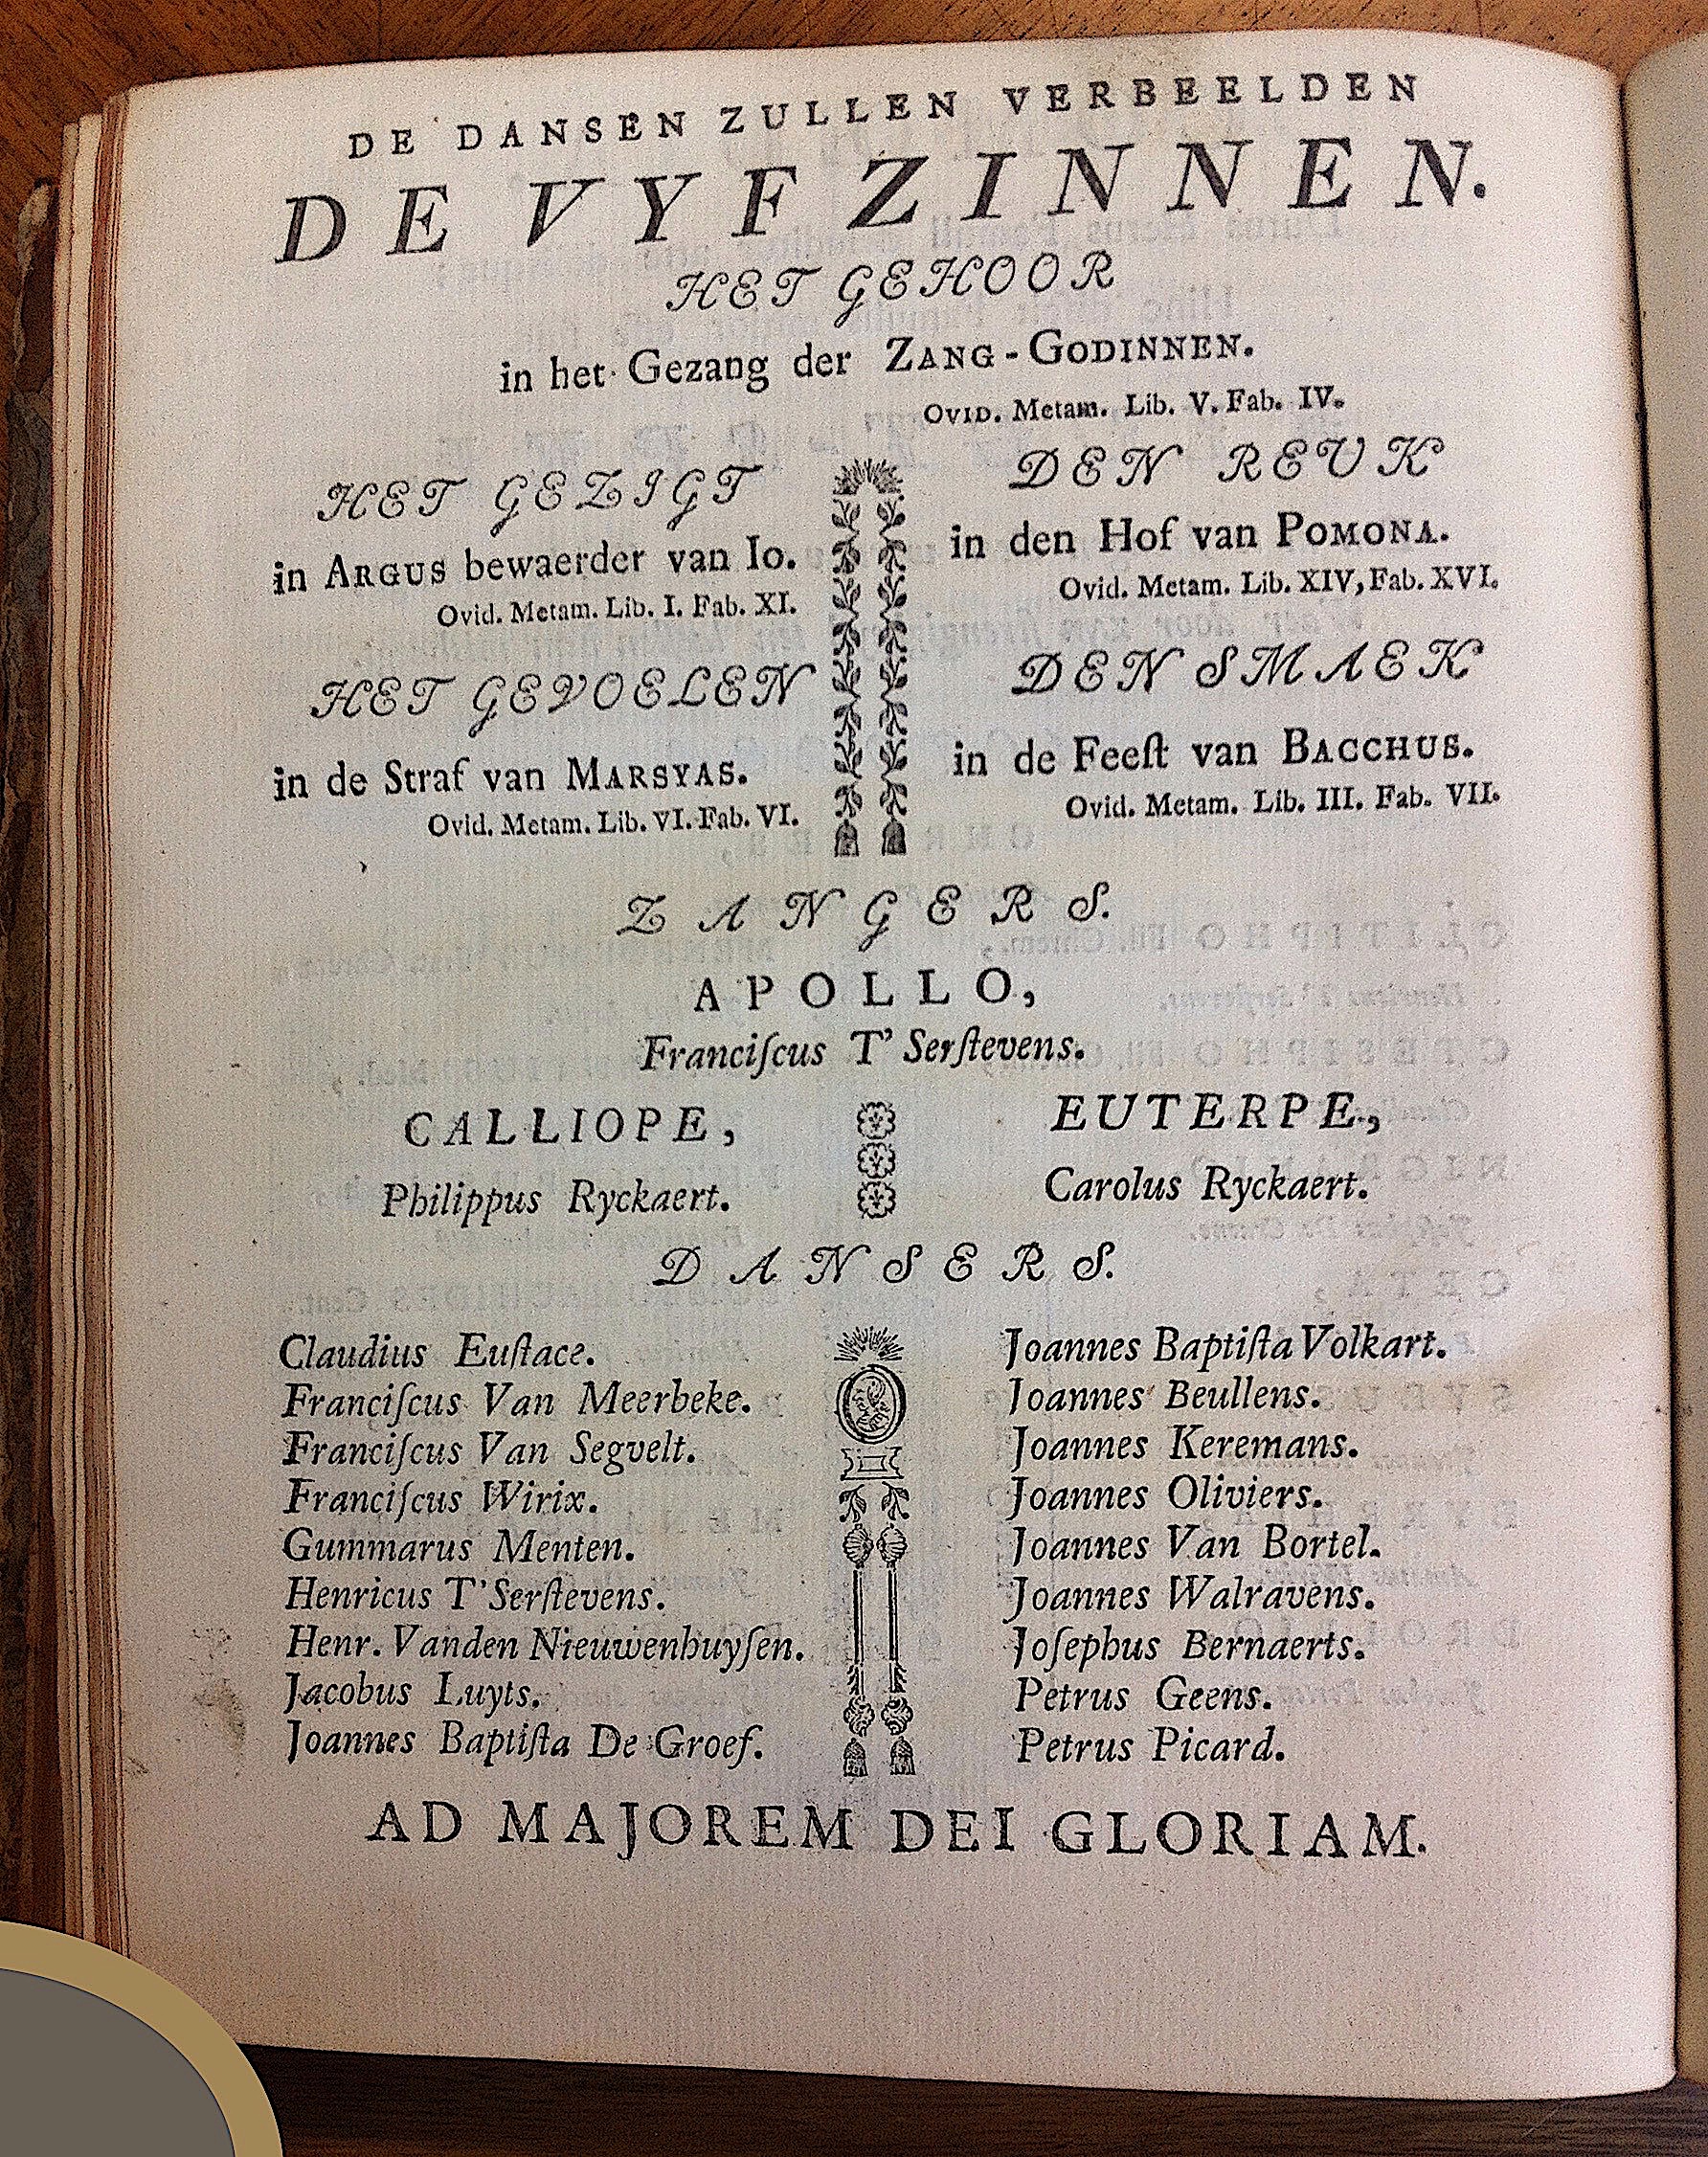 DE DANSEN ZULLEN VERBEELDEN
DE VYF ZINNEN.
HET GEHOOR
in het Gezang der ZANG-GODINNEN.
OVID. Metam. Lib. V. Fab. IV.
HET GEZIGT
in ARGUS bewaerder van Io.
Ovid. Metam. Lib. I. Fab. XI.
HET GEVOELEN
in de Straf van MARSYAS.
Ovid. Metam. Lib. VI. Fab. VI.
DEN REUK
in den Hof van POMONA.
Ovid. Metam. Lib. XIV, Fab. XVI.
DEN SMAEK
in de Feeſt van BACCHUS.
Ovid. Metam. Lib. III. Fab. VII.
ZANGERS.
APOLLO,
Franciſcus T' Serſtevens.
CALLIOPE,
Philippus Ryckaert.
EUTERPE,
Carolus Ryckaert.
DANSERS.
Claudius Euſtace.
Franciſcus Van Meerbeke.
Franciſcus Van Segvelt.
Franciſcus Wirix.
Gummarus Menten.
Henricus T'Serſtevens.
Henr. Vanden Nieuwenhuyſen.
Jacobus Luyts.
Joannes Baptiſta De Groef.
Joannes Baptiſta Volkart.
Joannes Beullens.
Joannes Keremans.
Joannes Oliviers.
Joannes Van Bortel.
Joannes Walravens.
Joſephus Bernaerts.
Petrus Geens.
Petrus Picard.
AD MAJOREM DEI GLORIAM.